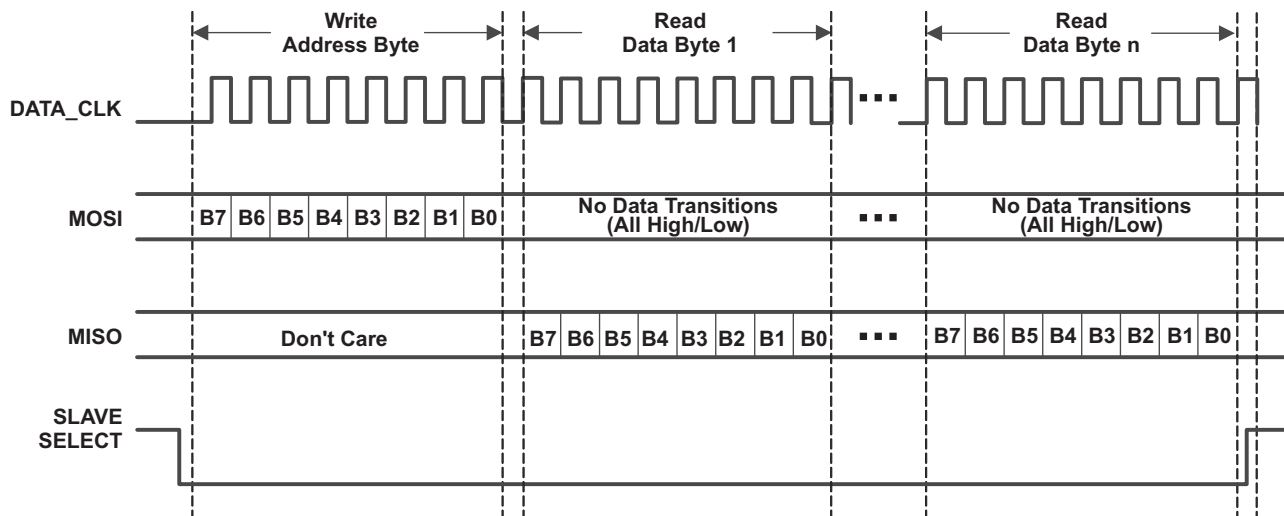 Write
Address Byte
Read
Data Byte 1
Read
Data Byte n
DATA_CLK
MOSI
B7 B6 B5 B4 B3 B2 B1 B0
No Data Transitions
(All High/Low)
No Data Transitions
(All High/Low)
MISO
Don't Care
B7 B6 B5 B4 B3 B2 B1 B0
B7 B6 B5 B4 B3 B2 B1 B0
SLAVE
SELECT